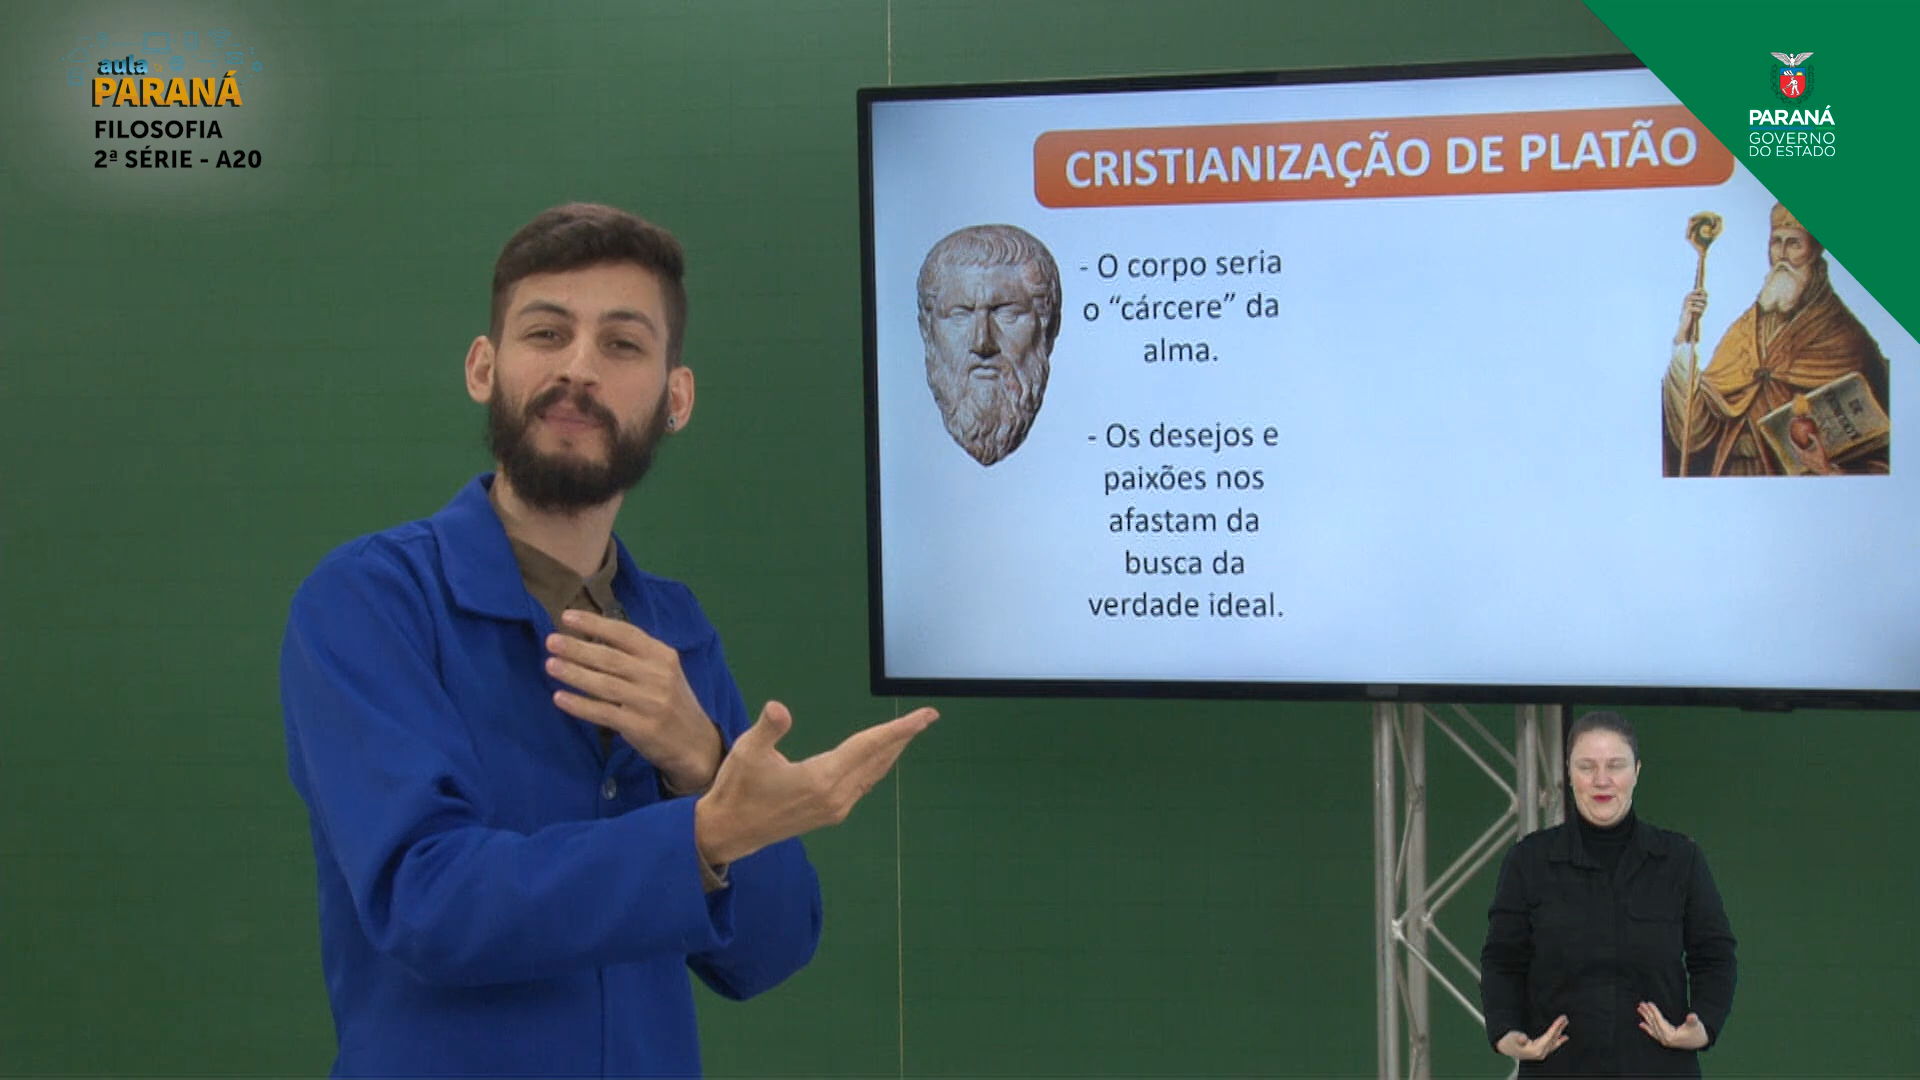 aula
PARANÁ
FILOSOFIA
2ª SÉRIE - A20
PARANÁ
GOVERNO
DO ESTADO
CRISTIANIZAÇÃO DE PLATÃO
- O corpo seria
o “cárcere” da
alma.
- Os desejos e
paixões nos
afastam da
busca da
verdade ideal.